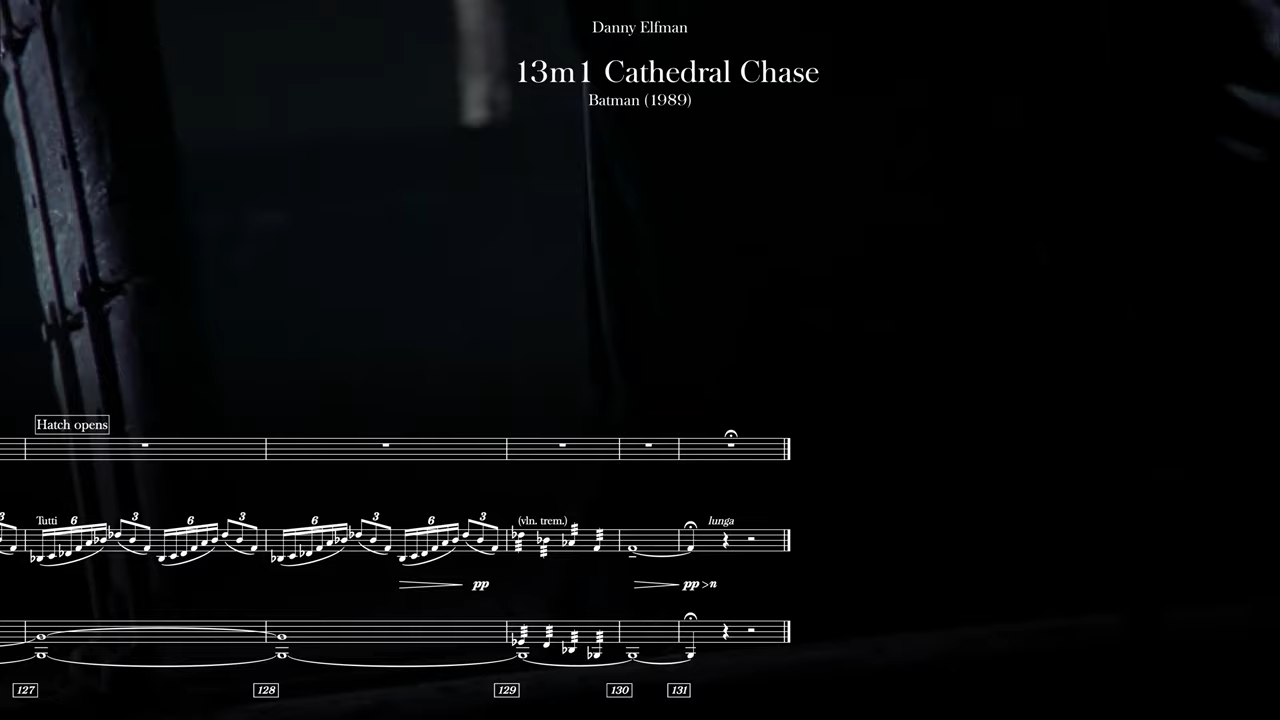 Danny Elfman
13m1 Cathedral Chase
Batman (1989)
Hatch opens
3 Tutti 6 3 6 3 6 3 6 3 (vln. trem.) lunga
pp pp > n
127 128 129 130 131